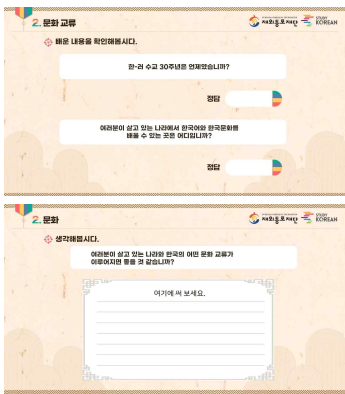 2. 문화 교류
재외동포재단
STUDY
KOREAN
배운 내용을 확인해봅시다.
한-러 수교 30주년은 언제였습니까?
정답
여러분이 살고 있는 나라에서 한국어와 한국문화를
배울 수 있는 곳은 어디입니까?
정답
2. 문화
재외동포재단
STUDY
KOREAN
생각해봅시다.
여러분이 살고 있는 나라와 한국의 어떤 문화 교류가
이루어지면 좋을 것 같습니까?
여기에 써 보세요.